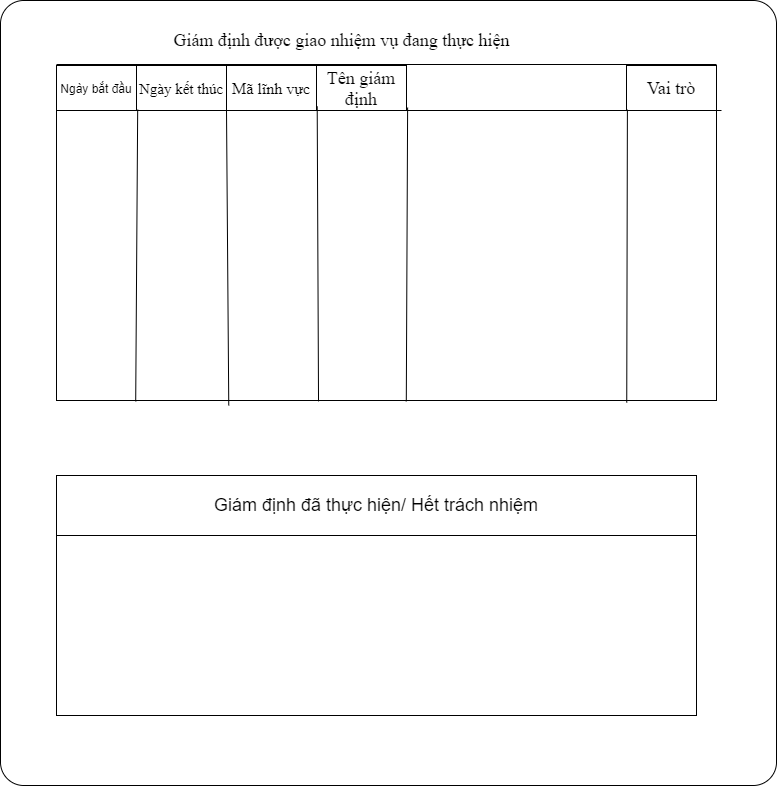 Giám định được giao nhiệm vụ đang thực hiện
Ngày bắt đầu
Ngày kết thúc
Mã lĩnh vực
Tên giám
định
Vai trò
Giám định đã thực hiện/ Hết trách nhiệm